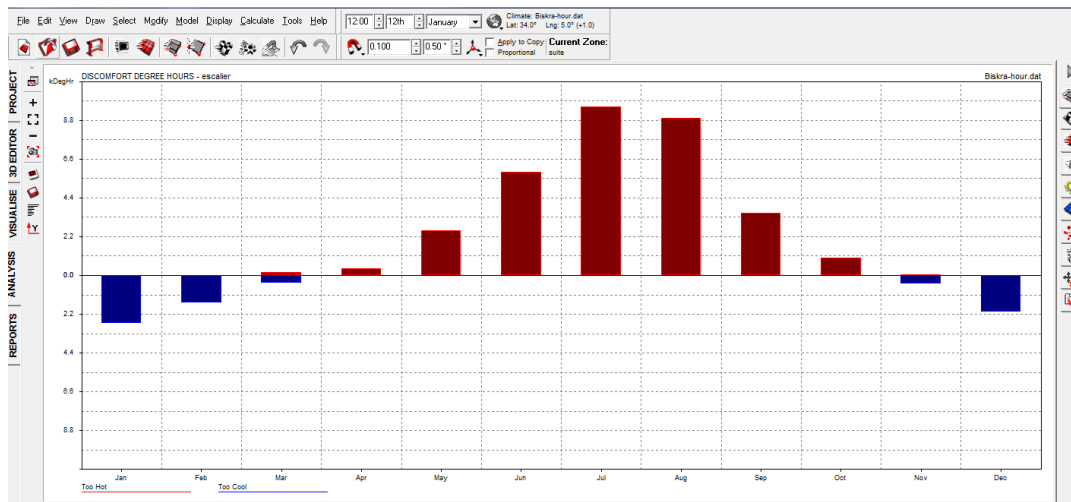 File Edit View Draw Select Modify Model Display Calculate Tools Help
12:00 12th January
Climate: Biskra-hour.dat
Lat: 34.0° Lng: 5.0° (+1.0)
0.100 0.50 °
Apply to Copy
Proportional
Current Zone:
suite
PROJECT
3D EDITOR
VISUALISE
ANALYSIS
REPORTS
kDegHr DISCOMFORT DEGREE HOURS - escalier Biskra-hour.dat
8.8
6.6
4.4
2.2
0.0
2.2
4.4
6.6
8.8
Jan Feb Mar Apr May Jun Jul Aug Sep Oct Nov Dec
Too Hot Too Cool